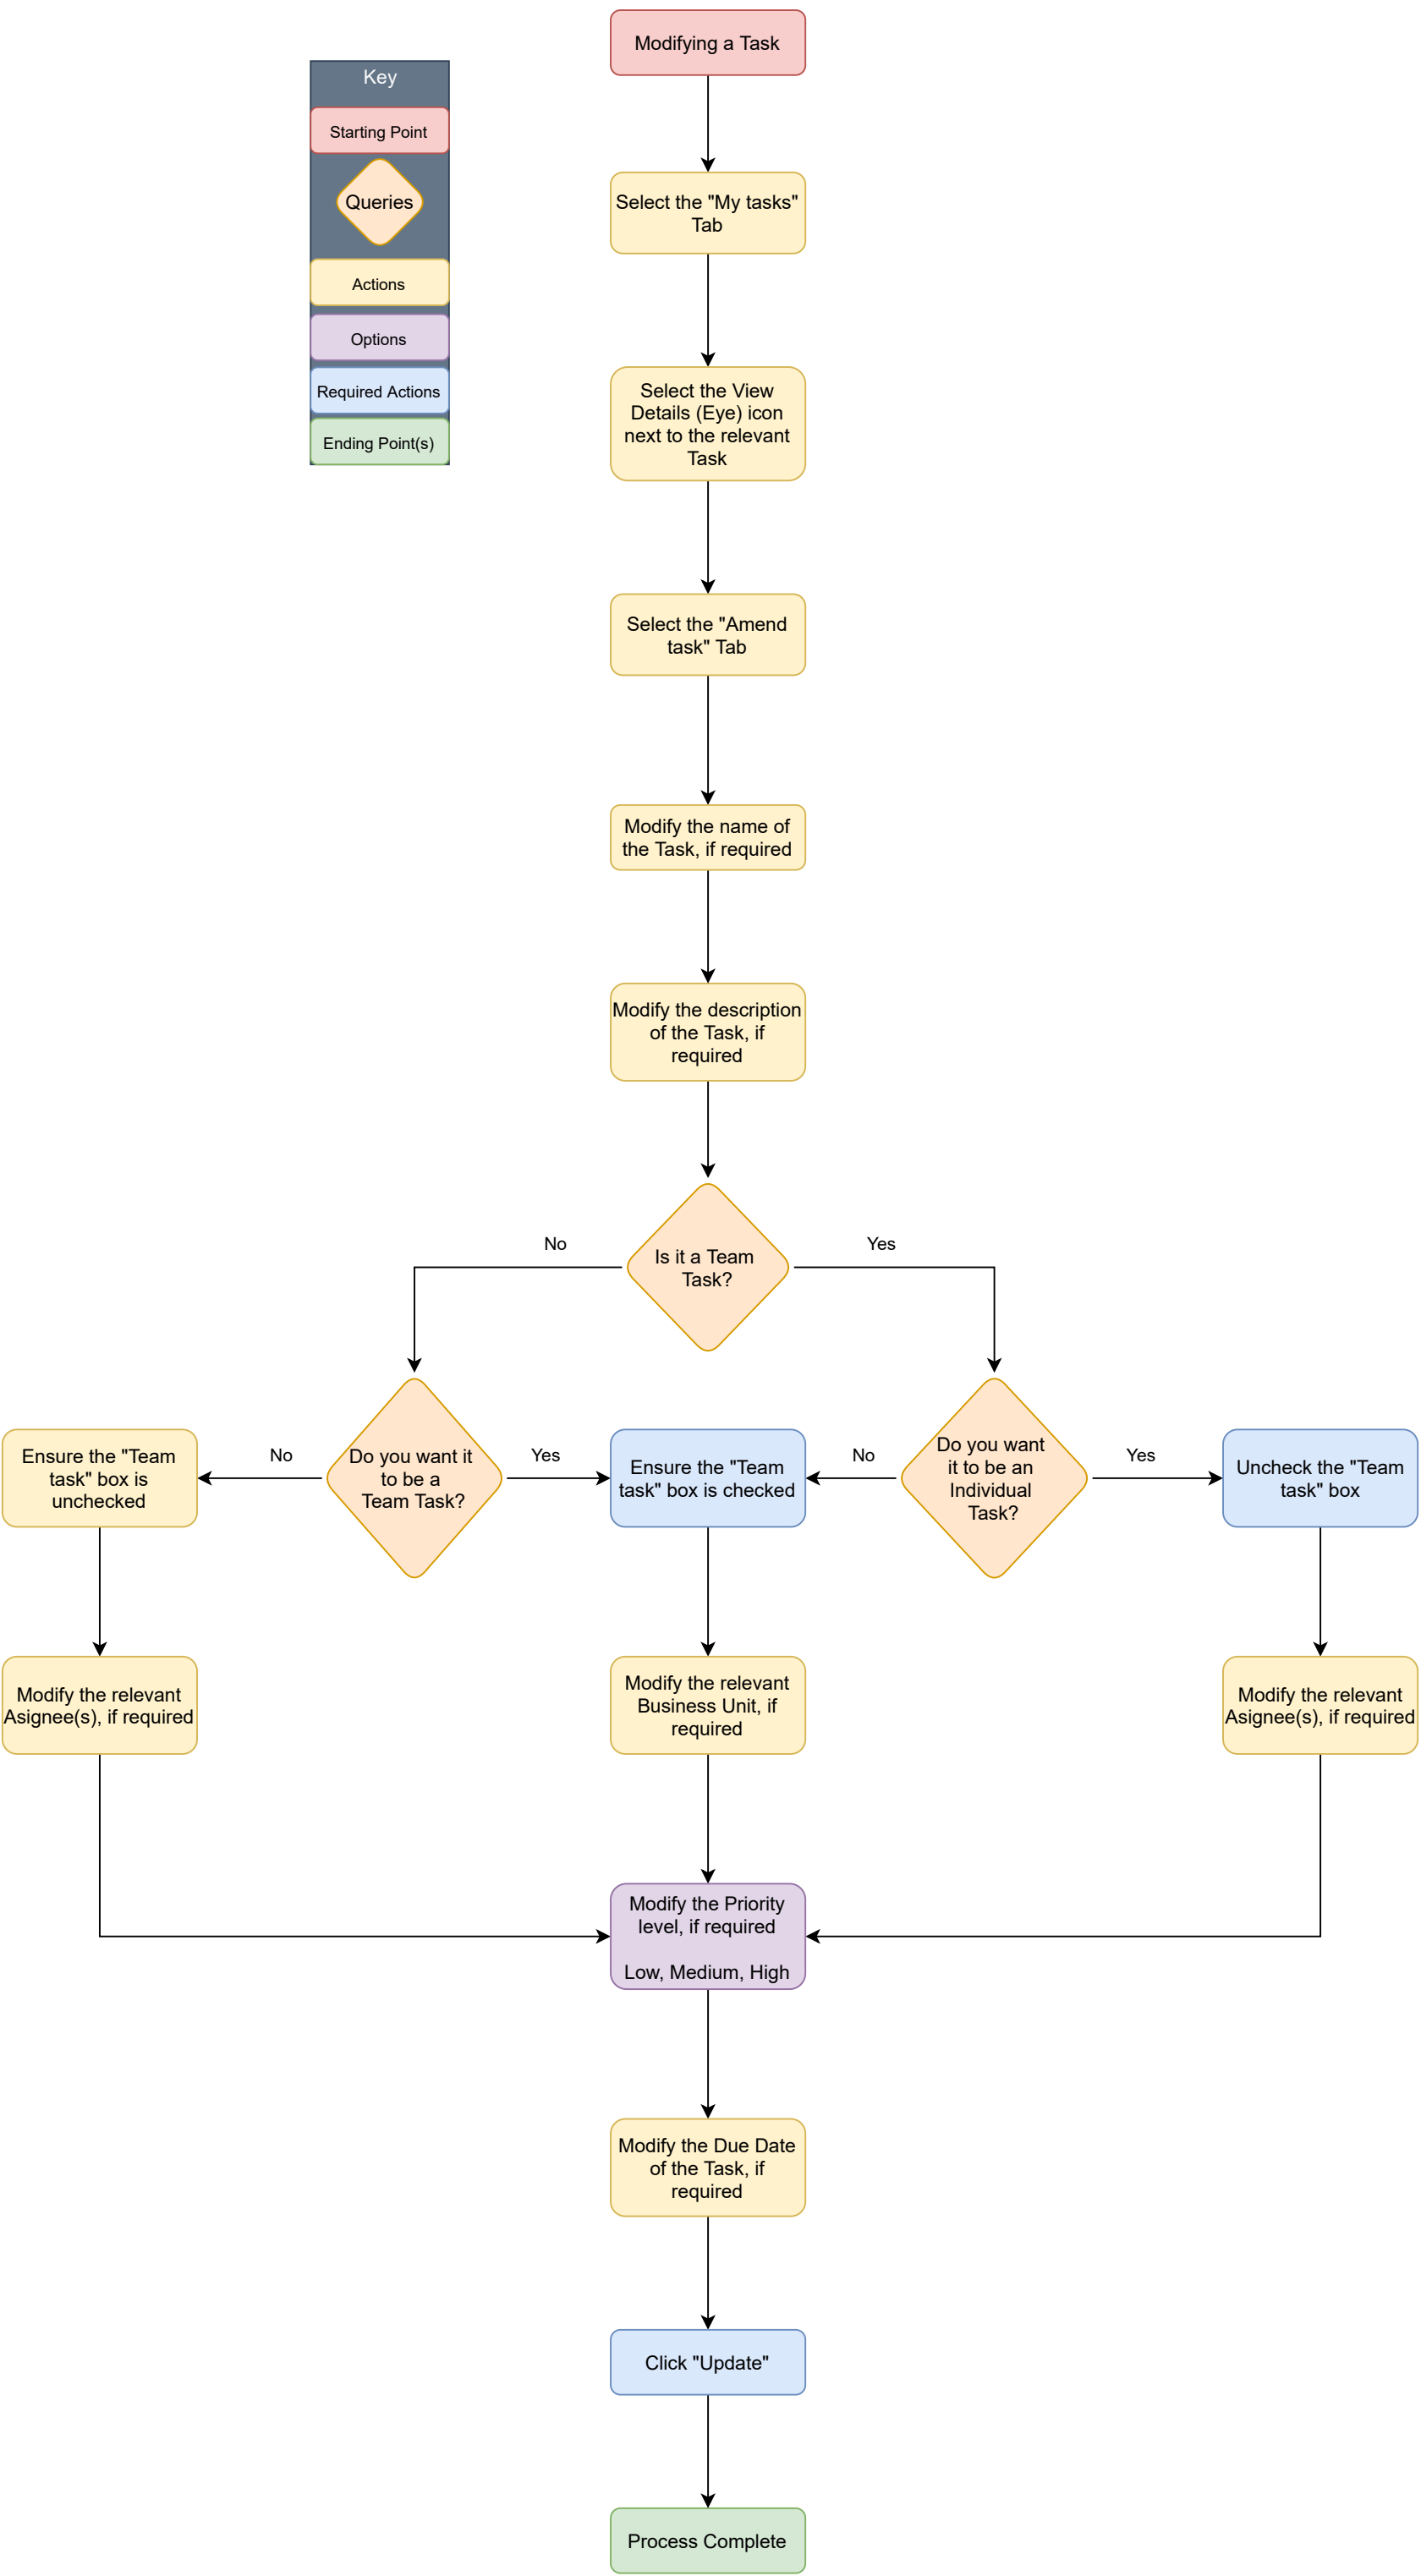 Modifying a Task
Key
Starting Point
Queries
Actions
Options
Required Actions
Ending Point(s)
Select the "My tasks"
Tab
Select the View
Details (Eye) icon
next to the relevant
Task
Select the "Amend
task" Tab
Modify the name of
the Task, if required
Modify the description
of the Task, if
required
Is it a Team
Task?
No
Yes
Do you want it
to be a
Team Task?
No
Yes
Do you want
it to be an
Individual
Task?
No
Yes
Ensure the "Team
task" box is
unchecked
Ensure the "Team
task" box is checked
Uncheck the "Team
task" box
Modify the relevant
Asignee(s), if required
Modify the relevant
Business Unit, if
required
Modify the relevant
Asignee(s), if required
Modify the Priority
level, if required
Low, Medium, High
Modify the Due Date
of the Task, if
required
Click "Update"
Process Complete